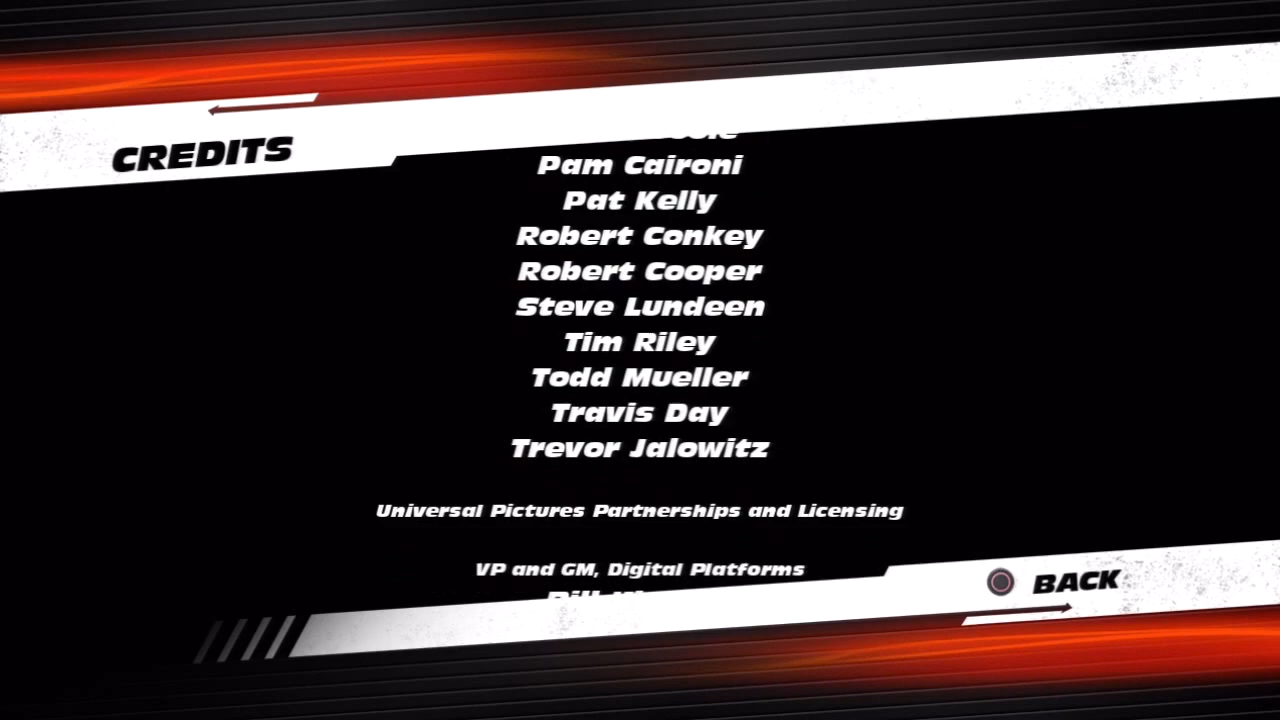 CREDITS
Pam Caironi
Pat Kelly
Robert Conkey
Robert Cooper
Steve Lundeen
Tim Riley
Todd Mueller
Travis Day
Trevor Jalowitz
Universal Pictures Partnerships and Licensing
VP and GM, Digital Platforms
Bill
BACK